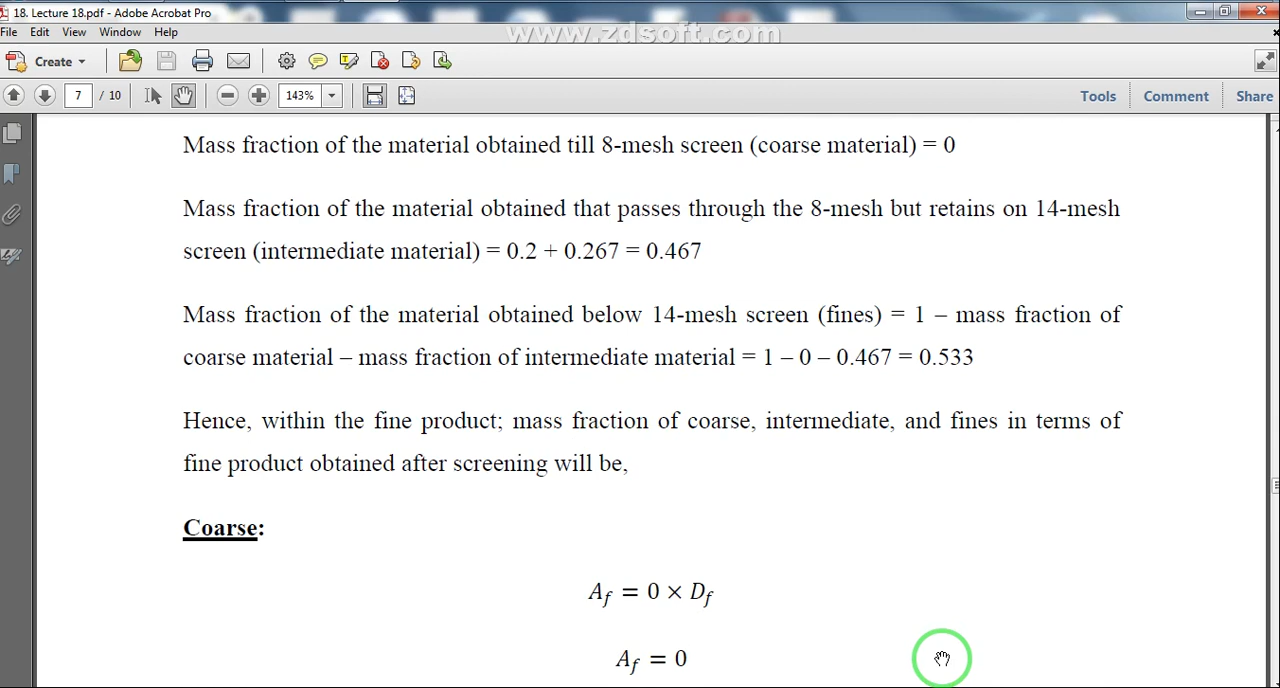 18. Lecture 18.pdf - Adobe Acrobat Pro
www.zdsoft.com
File Edit View Window Help
Create
7 / 10 143% Tools Comment Share
Mass fraction of the material obtained till 8-mesh screen (coarse material) = 0
Mass fraction of the material obtained that passes through the 8-mesh but retains on 14-mesh
screen (intermediate material) = 0.2 + 0.267 = 0.467
Mass fraction of the material obtained below 14-mesh screen (fines) = 1 – mass fraction of
coarse material – mass fraction of intermediate material = 1 – 0 – 0.467 = 0.533
Hence, within the fine product; mass fraction of coarse, intermediate, and fines in terms of
fine product obtained after screening will be,
Coarse:
A_f = 0 × D_f
A_f = 0